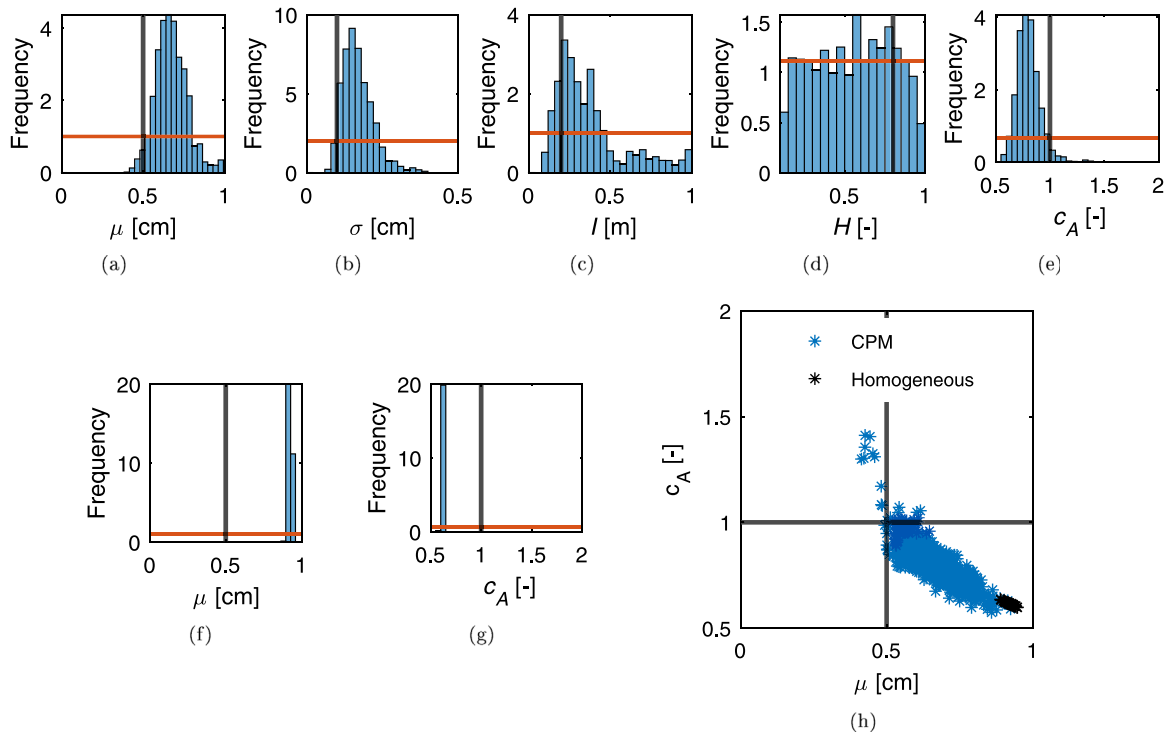 Frequency
4
2
0
0
0.5
1
μ [cm]
(a)
Frequency
10
5
0
0
0.5
σ [cm]
(b)
Frequency
4
2
0
0
0.5
1
l [m]
(c)
Frequency
1.5
1
0.5
0
0.5
1
H [-]
(d)
Frequency
4
2
0
0.5
1
1.5
2
c_A [-]
(e)
Frequency
20
10
0
0
0.5
1
μ [cm]
(f)
Frequency
20
10
0
0.5
1
1.5
2
c_A [-]
(g)
c_A [-]
2
1.5
1
0.5
0
0.5
1
CPM
Homogeneous
μ [cm]
(h)